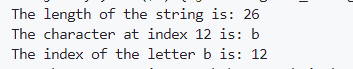 The length of the string is: 26
The character at index 12 is: b
The index of the letter b is: 12